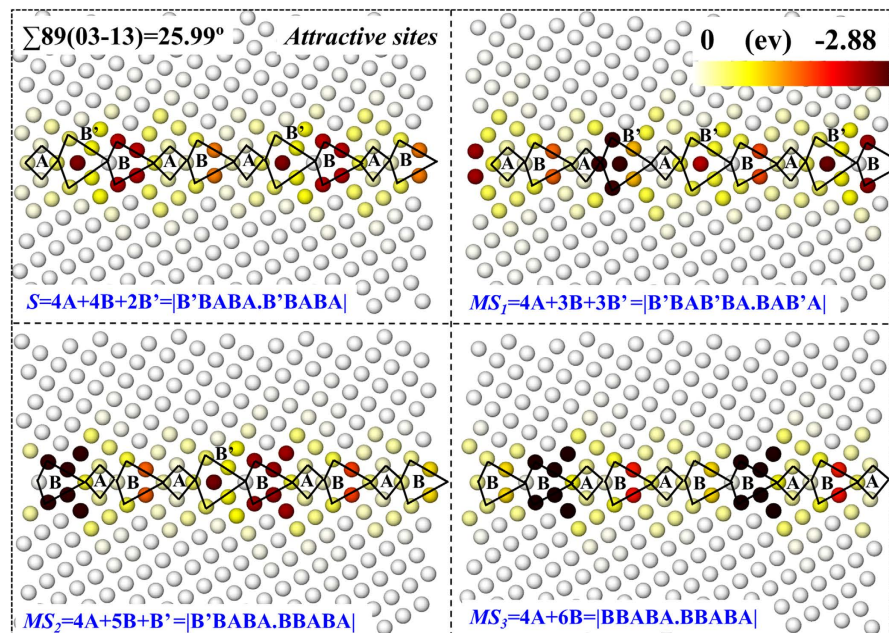 ∑89(03-13)=25.99º Attractive sites
0 (ev) -2.88
B' B'
A B A B A B A B
S=4A+4B+2B'=|B'BABA.B'BABA|
B' B' B'
A B A A B A A B
MS₁=4A+3B+3B'=|B'BAB'BA.BAB'A|
B'
B A B A B A B A B
MS₂=4A+5B+B'=|B'BABA.BBABA|
B B A B A B B A B A
MS₃=4A+6B=|BBABA.BBABA|